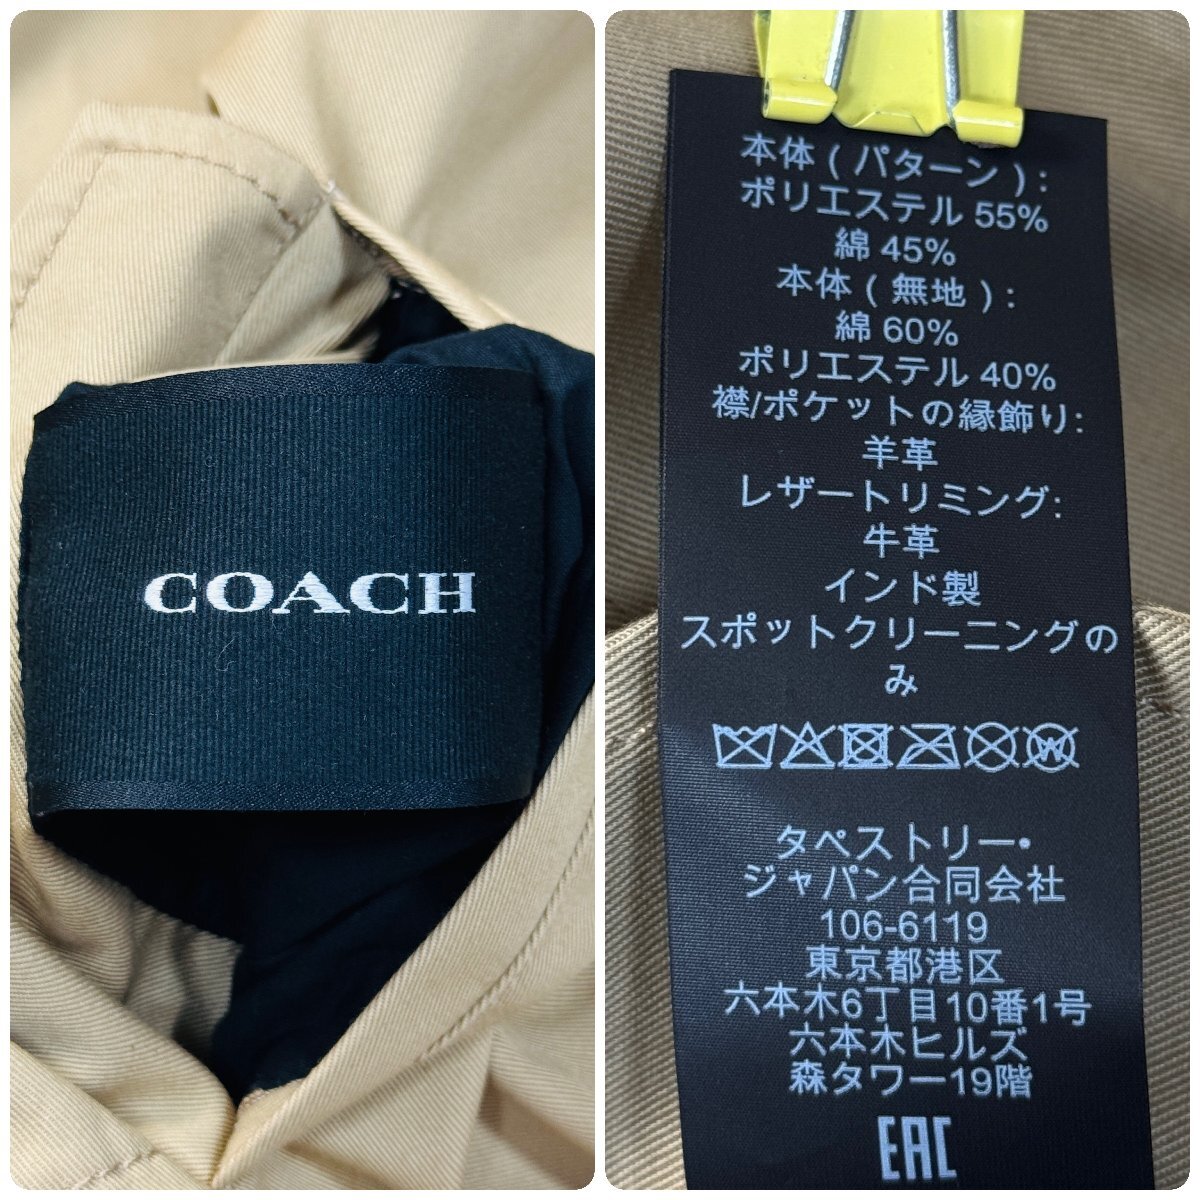 COACH
本体 ( パターン ) :
ポリエステル 55%
綿 45%
本体 ( 無地 ) :
綿 60%
ポリエステル 40%
襟/ポケットの縁飾り:
羊革
レザートリミング:
牛革
インド製
スポットクリーニングの
み
W
タペストリー・
ジャパン合同会社
106-6119
東京都港区
六本木6丁目10番1号
六本木ヒルズ
森タワー19階
EAC